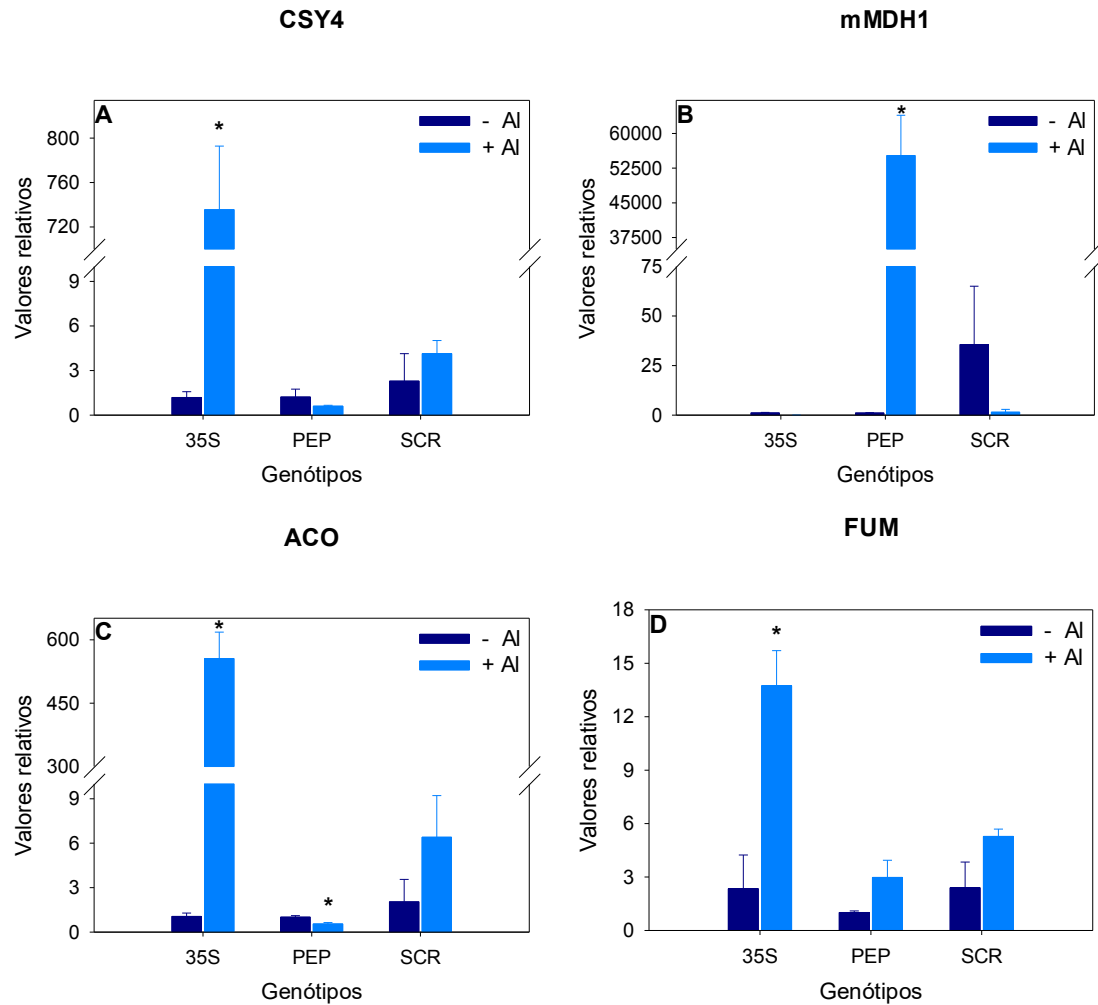 CSY4
A
*
- Al
+ Al
Valores relativos
800
760
720
9
6
3
0
35S PEP SCR
Genótipos
mMDH1
B
*
- Al
+ Al
Valores relativos
60000
52500
45000
37500
75
50
25
0
35S PEP SCR
Genótipos
ACO
C
*
- Al
+ Al
Valores relativos
600
450
300
9
6
3
0
*
35S PEP SCR
Genótipos
FUM
D
*
- Al
+ Al
Valores relativos
18
15
12
9
6
3
0
35S PEP SCR
Genótipos